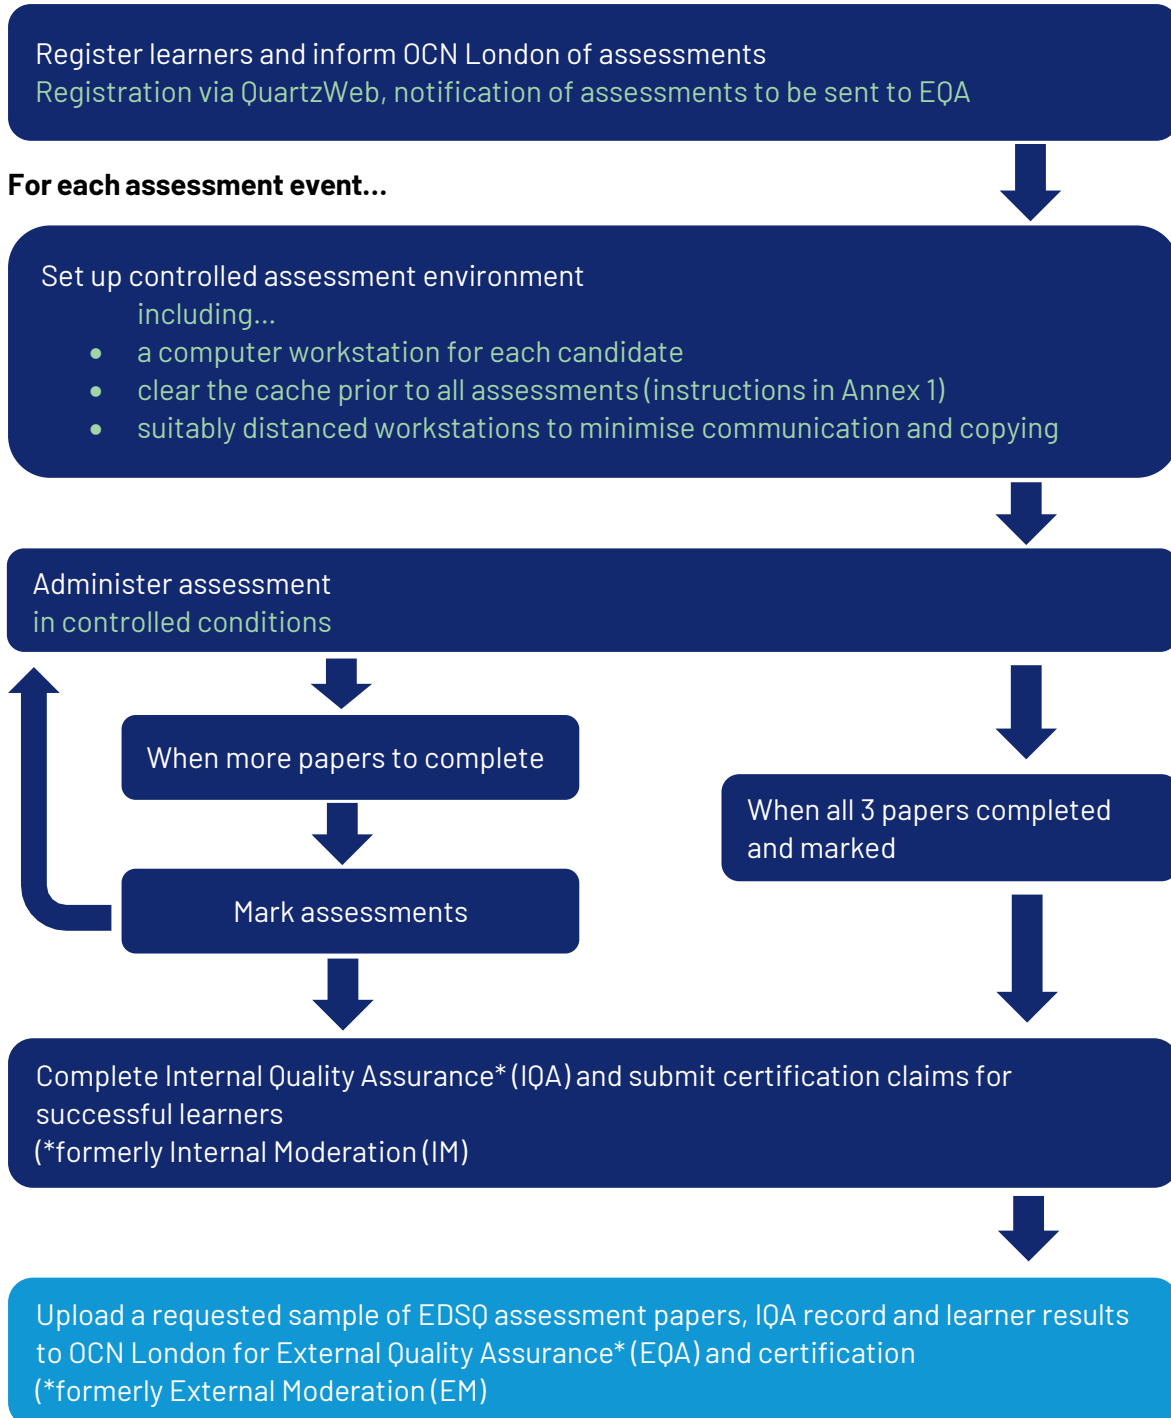 Register learners and inform OCN London of assessments
Registration via QuartzWeb, notification of assessments to be sent to EQA
For each assessment event...
Set up controlled assessment environment
including...
• a computer workstation for each candidate
• clear the cache prior to all assessments (instructions in Annex 1)
• suitably distanced workstations to minimise communication and copying
Administer assessment
in controlled conditions
When more papers to complete
Mark assessments
When all 3 papers completed
and marked
Complete Internal Quality Assurance* (IQA) and submit certification claims for
successful learners
(*formerly Internal Moderation (IM)
Upload a requested sample of EDSQ assessment papers, IQA record and learner results
to OCN London for External Quality Assurance* (EQA) and certification
(*formerly External Moderation (EM)